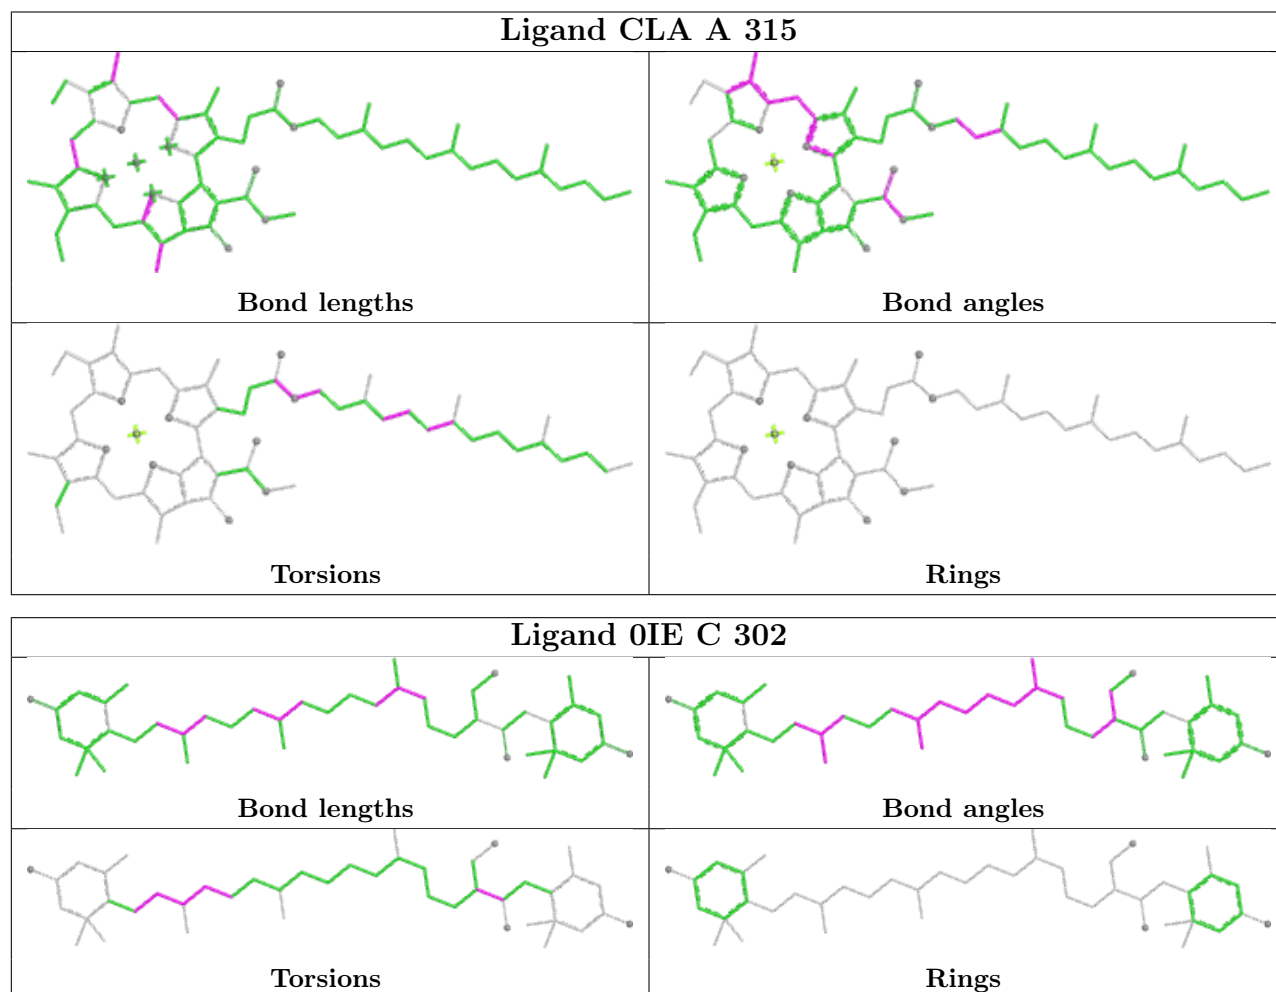 Ligand CLA A 315
Bond lengths
Bond angles
Torsions
Rings
Ligand 0IE C 302
Bond lengths
Bond angles
Torsions
Rings